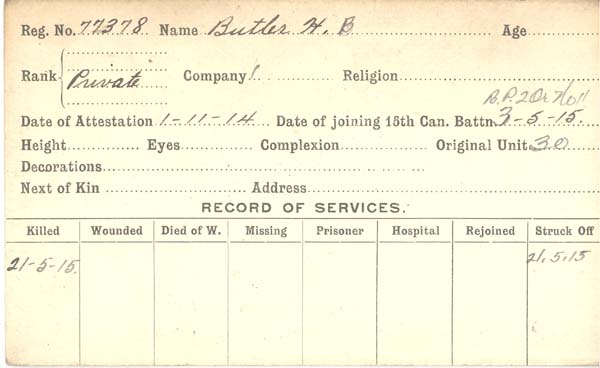 Reg. No. 77378 Name Butler H. B Age
Rank Private Company 1 Religion
Date of Attestation 1-11-14 Date of joining 15th Can. Battn. 3-5-15.
Height Eyes Complexion Original Unit 30
Decorations
Next of Kin Address
RECORD OF SERVICES.
Killed Wounded Died of W. Missing Prisoner Hospital Rejoined Struck Off
21-5-15. 21.5.15